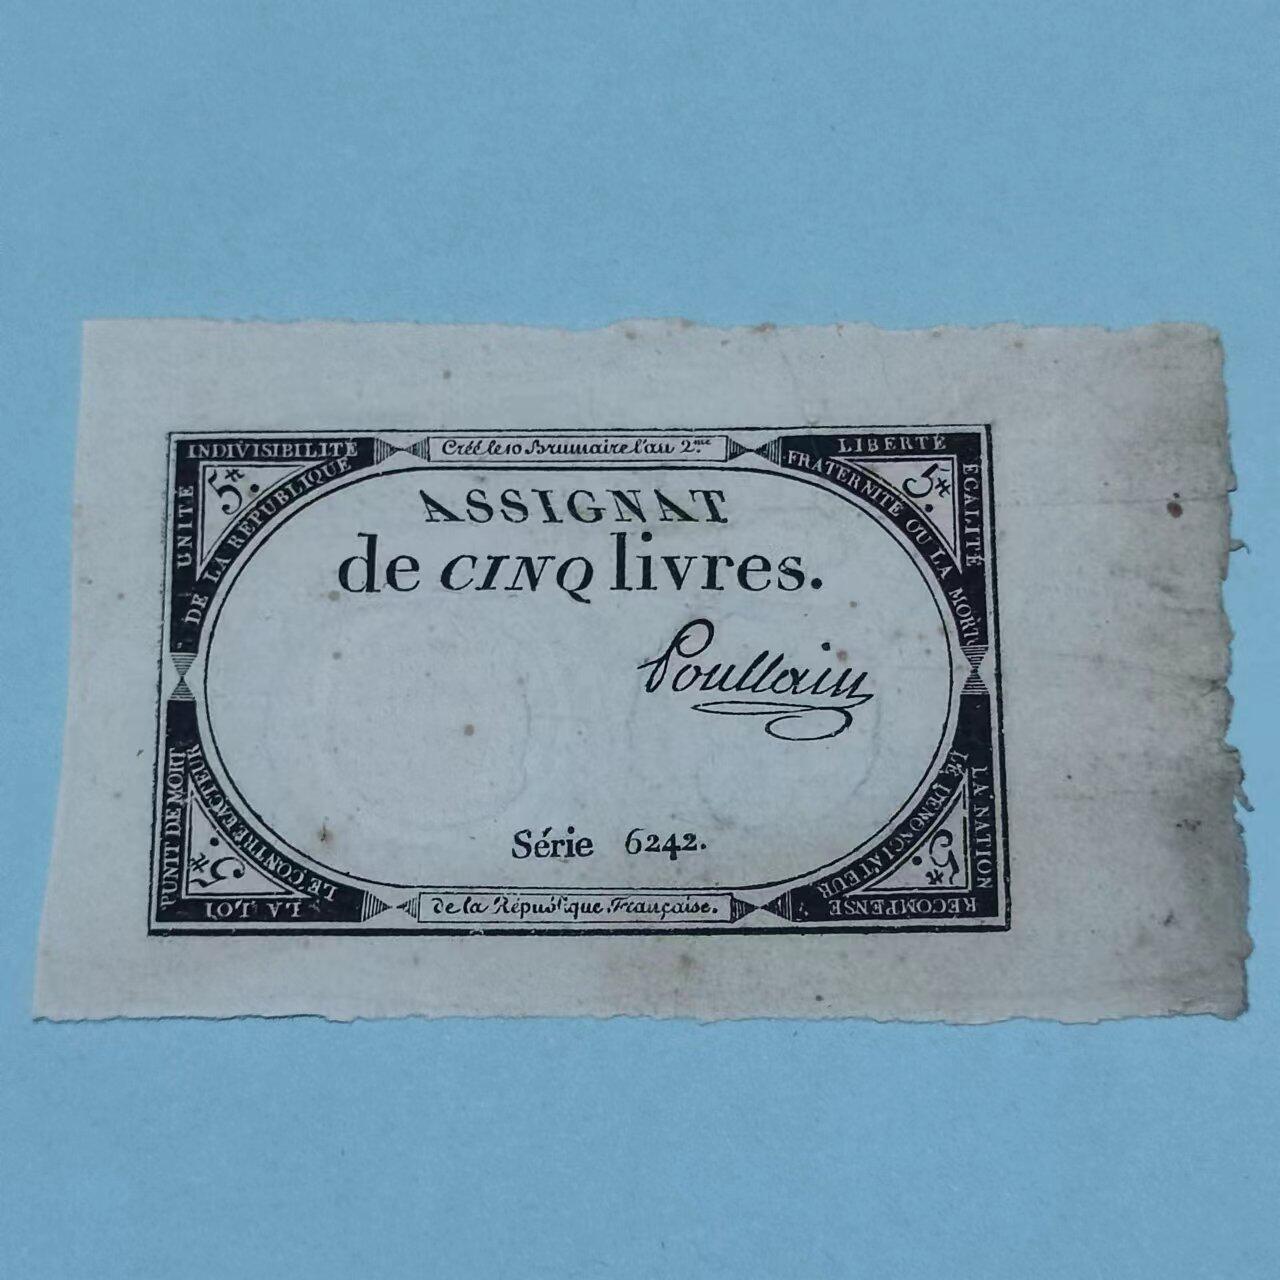 Créé le 10 Brumaire l'an 2.me
INDIVISIBILITÉ
UNITÉ
DE LA RÉPUBLIQUE
5#.
LIBERTÉ
ÉGALITÉ
FRATERNITÉ OU LA MORT
5#.
ASSIGNAT
de CINQ livres.
Poullain
Série 6242.
PUNIT DE MORT
LE CONTREFACTEUR
LA LOI
5#.
LA NATION
LE DÉNONCIATEUR
RÉCOMPENSE
5#.
de la République Française.